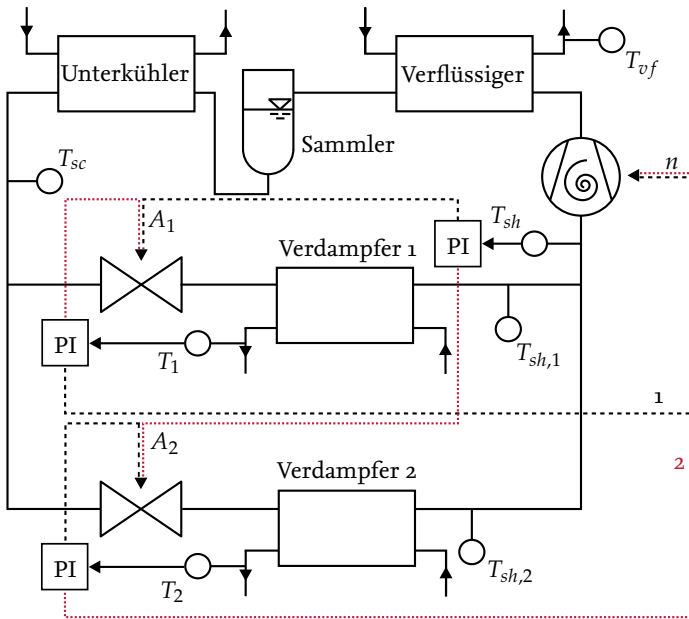 Unterkühler
Verflüssiger
T_vf
Sammler
T_sc
n
A_1
T_sh
PI
Verdampfer 1
PI
T_1
T_sh,1
1
A_2
2
Verdampfer 2
PI
T_2
T_sh,2